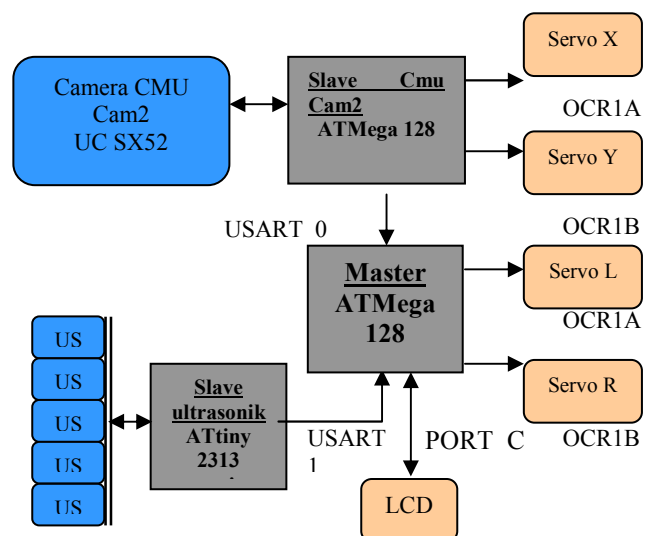 Camera CMU
Cam2
UC SX52
Slave Cmu
Cam2
ATMega 128
Servo X
OCR1A
Servo Y
OCR1B
USART 0
Master
ATMega
128
Servo L
OCR1A
Servo R
OCR1B
US
US
US
US
US
Slave
ultrasonik
ATtiny
2313
USART
1
PORT C
LCD